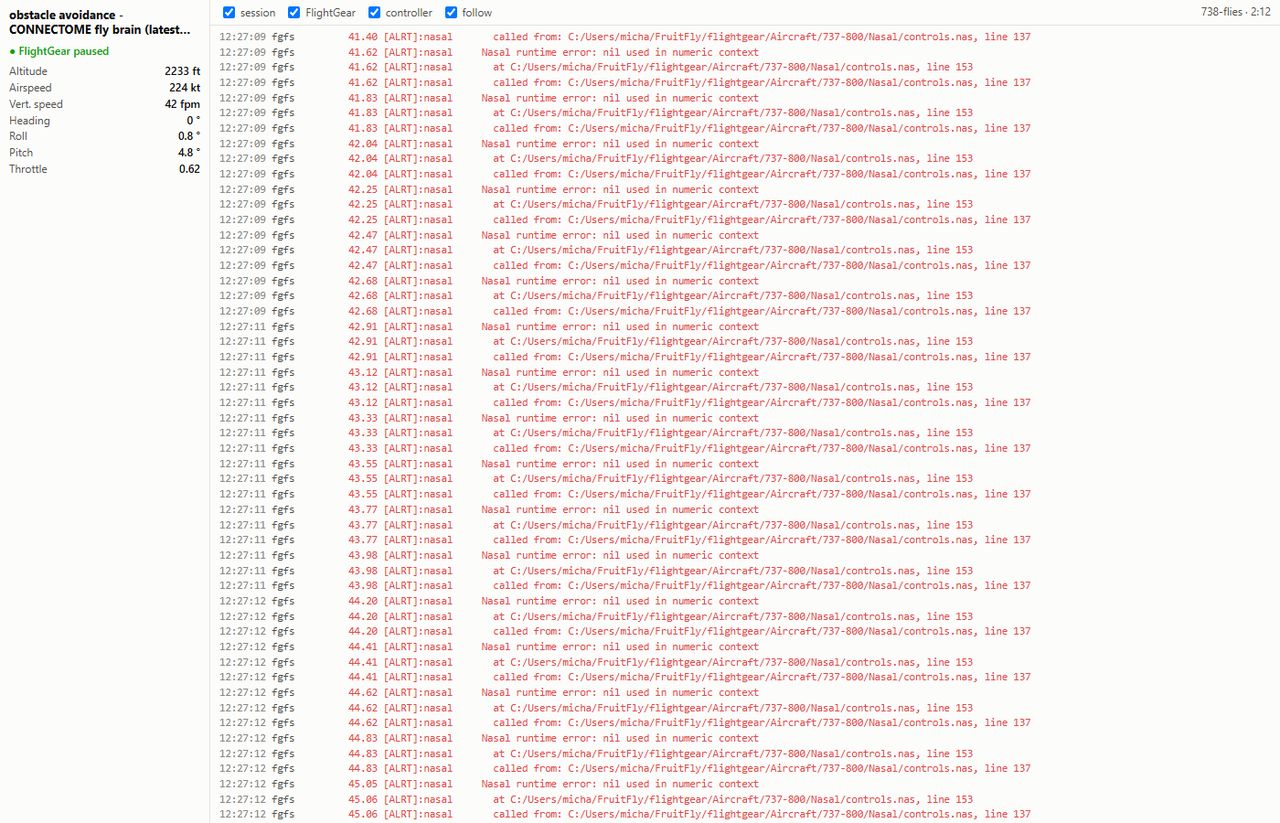 obstacle avoidance -
CONNECTOME fly brain (latest...
● FlightGear paused
Altitude 2233 ft
Airspeed 224 kt
Vert. speed 42 fpm
Heading 0 °
Roll 0.8 °
Pitch 4.8 °
Throttle 0.62
session FlightGear controller follow 738-flies · 2:12
12:27:09 fgfs 41.40 [ALRT]:nasal called from: C:/Users/micha/FruitFly/flightgear/Aircraft/737-800/Nasal/controls.nas, line 137
12:27:09 fgfs 41.62 [ALRT]:nasal Nasal runtime error: nil used in numeric context
12:27:09 fgfs 41.62 [ALRT]:nasal at C:/Users/micha/FruitFly/flightgear/Aircraft/737-800/Nasal/controls.nas, line 153
12:27:09 fgfs 41.62 [ALRT]:nasal called from: C:/Users/micha/FruitFly/flightgear/Aircraft/737-800/Nasal/controls.nas, line 137
12:27:09 fgfs 41.83 [ALRT]:nasal Nasal runtime error: nil used in numeric context
12:27:09 fgfs 41.83 [ALRT]:nasal at C:/Users/micha/FruitFly/flightgear/Aircraft/737-800/Nasal/controls.nas, line 153
12:27:09 fgfs 41.83 [ALRT]:nasal called from: C:/Users/micha/FruitFly/flightgear/Aircraft/737-800/Nasal/controls.nas, line 137
12:27:09 fgfs 42.04 [ALRT]:nasal Nasal runtime error: nil used in numeric context
12:27:09 fgfs 42.04 [ALRT]:nasal at C:/Users/micha/FruitFly/flightgear/Aircraft/737-800/Nasal/controls.nas, line 153
12:27:09 fgfs 42.04 [ALRT]:nasal called from: C:/Users/micha/FruitFly/flightgear/Aircraft/737-800/Nasal/controls.nas, line 137
12:27:09 fgfs 42.25 [ALRT]:nasal Nasal runtime error: nil used in numeric context
12:27:09 fgfs 42.25 [ALRT]:nasal at C:/Users/micha/FruitFly/flightgear/Aircraft/737-800/Nasal/controls.nas, line 153
12:27:09 fgfs 42.25 [ALRT]:nasal called from: C:/Users/micha/FruitFly/flightgear/Aircraft/737-800/Nasal/controls.nas, line 137
12:27:09 fgfs 42.47 [ALRT]:nasal Nasal runtime error: nil used in numeric context
12:27:09 fgfs 42.47 [ALRT]:nasal at C:/Users/micha/FruitFly/flightgear/Aircraft/737-800/Nasal/controls.nas, line 153
12:27:09 fgfs 42.47 [ALRT]:nasal called from: C:/Users/micha/FruitFly/flightgear/Aircraft/737-800/Nasal/controls.nas, line 137
12:27:09 fgfs 42.68 [ALRT]:nasal Nasal runtime error: nil used in numeric context
12:27:09 fgfs 42.68 [ALRT]:nasal at C:/Users/micha/FruitFly/flightgear/Aircraft/737-800/Nasal/controls.nas, line 153
12:27:09 fgfs 42.68 [ALRT]:nasal called from: C:/Users/micha/FruitFly/flightgear/Aircraft/737-800/Nasal/controls.nas, line 137
12:27:11 fgfs 42.91 [ALRT]:nasal Nasal runtime error: nil used in numeric context
12:27:11 fgfs 42.91 [ALRT]:nasal at C:/Users/micha/FruitFly/flightgear/Aircraft/737-800/Nasal/controls.nas, line 153
12:27:11 fgfs 42.91 [ALRT]:nasal called from: C:/Users/micha/FruitFly/flightgear/Aircraft/737-800/Nasal/controls.nas, line 137
12:27:11 fgfs 43.12 [ALRT]:nasal Nasal runtime error: nil used in numeric context
12:27:11 fgfs 43.12 [ALRT]:nasal at C:/Users/micha/FruitFly/flightgear/Aircraft/737-800/Nasal/controls.nas, line 153
12:27:11 fgfs 43.12 [ALRT]:nasal called from: C:/Users/micha/FruitFly/flightgear/Aircraft/737-800/Nasal/controls.nas, line 137
12:27:11 fgfs 43.33 [ALRT]:nasal Nasal runtime error: nil used in numeric context
12:27:11 fgfs 43.33 [ALRT]:nasal at C:/Users/micha/FruitFly/flightgear/Aircraft/737-800/Nasal/controls.nas, line 153
12:27:11 fgfs 43.33 [ALRT]:nasal called from: C:/Users/micha/FruitFly/flightgear/Aircraft/737-800/Nasal/controls.nas, line 137
12:27:11 fgfs 43.55 [ALRT]:nasal Nasal runtime error: nil used in numeric context
12:27:11 fgfs 43.55 [ALRT]:nasal at C:/Users/micha/FruitFly/flightgear/Aircraft/737-800/Nasal/controls.nas, line 153
12:27:11 fgfs 43.55 [ALRT]:nasal called from: C:/Users/micha/FruitFly/flightgear/Aircraft/737-800/Nasal/controls.nas, line 137
12:27:11 fgfs 43.77 [ALRT]:nasal Nasal runtime error: nil used in numeric context
12:27:11 fgfs 43.77 [ALRT]:nasal at C:/Users/micha/FruitFly/flightgear/Aircraft/737-800/Nasal/controls.nas, line 153
12:27:11 fgfs 43.77 [ALRT]:nasal called from: C:/Users/micha/FruitFly/flightgear/Aircraft/737-800/Nasal/controls.nas, line 137
12:27:11 fgfs 43.98 [ALRT]:nasal Nasal runtime error: nil used in numeric context
12:27:11 fgfs 43.98 [ALRT]:nasal at C:/Users/micha/FruitFly/flightgear/Aircraft/737-800/Nasal/controls.nas, line 153
12:27:11 fgfs 43.98 [ALRT]:nasal called from: C:/Users/micha/FruitFly/flightgear/Aircraft/737-800/Nasal/controls.nas, line 137
12:27:12 fgfs 44.20 [ALRT]:nasal Nasal runtime error: nil used in numeric context
12:27:12 fgfs 44.20 [ALRT]:nasal at C:/Users/micha/FruitFly/flightgear/Aircraft/737-800/Nasal/controls.nas, line 153
12:27:12 fgfs 44.20 [ALRT]:nasal called from: C:/Users/micha/FruitFly/flightgear/Aircraft/737-800/Nasal/controls.nas, line 137
12:27:12 fgfs 44.41 [ALRT]:nasal Nasal runtime error: nil used in numeric context
12:27:12 fgfs 44.41 [ALRT]:nasal at C:/Users/micha/FruitFly/flightgear/Aircraft/737-800/Nasal/controls.nas, line 153
12:27:12 fgfs 44.41 [ALRT]:nasal called from: C:/Users/micha/FruitFly/flightgear/Aircraft/737-800/Nasal/controls.nas, line 137
12:27:12 fgfs 44.62 [ALRT]:nasal Nasal runtime error: nil used in numeric context
12:27:12 fgfs 44.62 [ALRT]:nasal at C:/Users/micha/FruitFly/flightgear/Aircraft/737-800/Nasal/controls.nas, line 153
12:27:12 fgfs 44.62 [ALRT]:nasal called from: C:/Users/micha/FruitFly/flightgear/Aircraft/737-800/Nasal/controls.nas, line 137
12:27:12 fgfs 44.83 [ALRT]:nasal Nasal runtime error: nil used in numeric context
12:27:12 fgfs 44.83 [ALRT]:nasal at C:/Users/micha/FruitFly/flightgear/Aircraft/737-800/Nasal/controls.nas, line 153
12:27:12 fgfs 44.83 [ALRT]:nasal called from: C:/Users/micha/FruitFly/flightgear/Aircraft/737-800/Nasal/controls.nas, line 137
12:27:12 fgfs 45.05 [ALRT]:nasal Nasal runtime error: nil used in numeric context
12:27:12 fgfs 45.06 [ALRT]:nasal at C:/Users/micha/FruitFly/flightgear/Aircraft/737-800/Nasal/controls.nas, line 153
12:27:12 fgfs 45.06 [ALRT]:nasal called from: C:/Users/micha/FruitFly/flightgear/Aircraft/737-800/Nasal/controls.nas, line 137